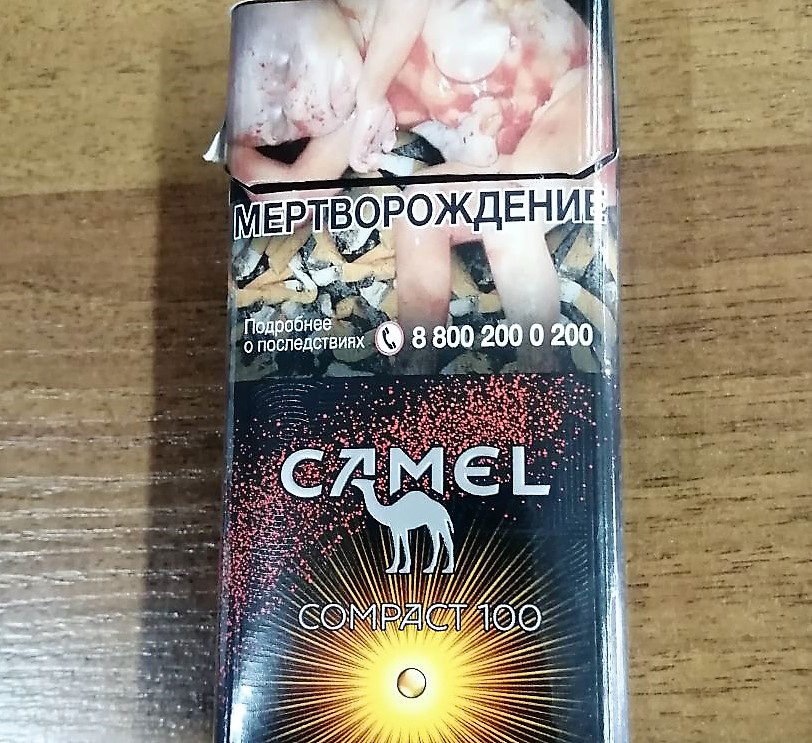 МЕРТВОРОЖДЕНИЕ
Подробнее
о последствиях 8 800 200 0 200
CAMEL
COMPACT 100